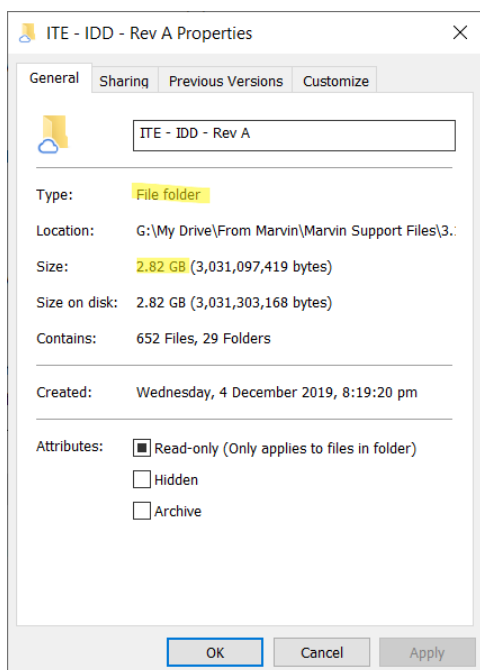 ITE - IDD - Rev A Properties
General Sharing Previous Versions Customize
ITE - IDD - Rev A
Type: File folder
Location: G:\My Drive\From Marvin\Marvin Support Files\3.
Size: 2.82 GB (3,031,097,419 bytes)
Size on disk: 2.82 GB (3,031,303,168 bytes)
Contains: 652 Files, 29 Folders
Created: Wednesday, 4 December 2019, 8:19:20 pm
Attributes: Read-only (Only applies to files in folder)
Hidden
Archive
OK Cancel Apply